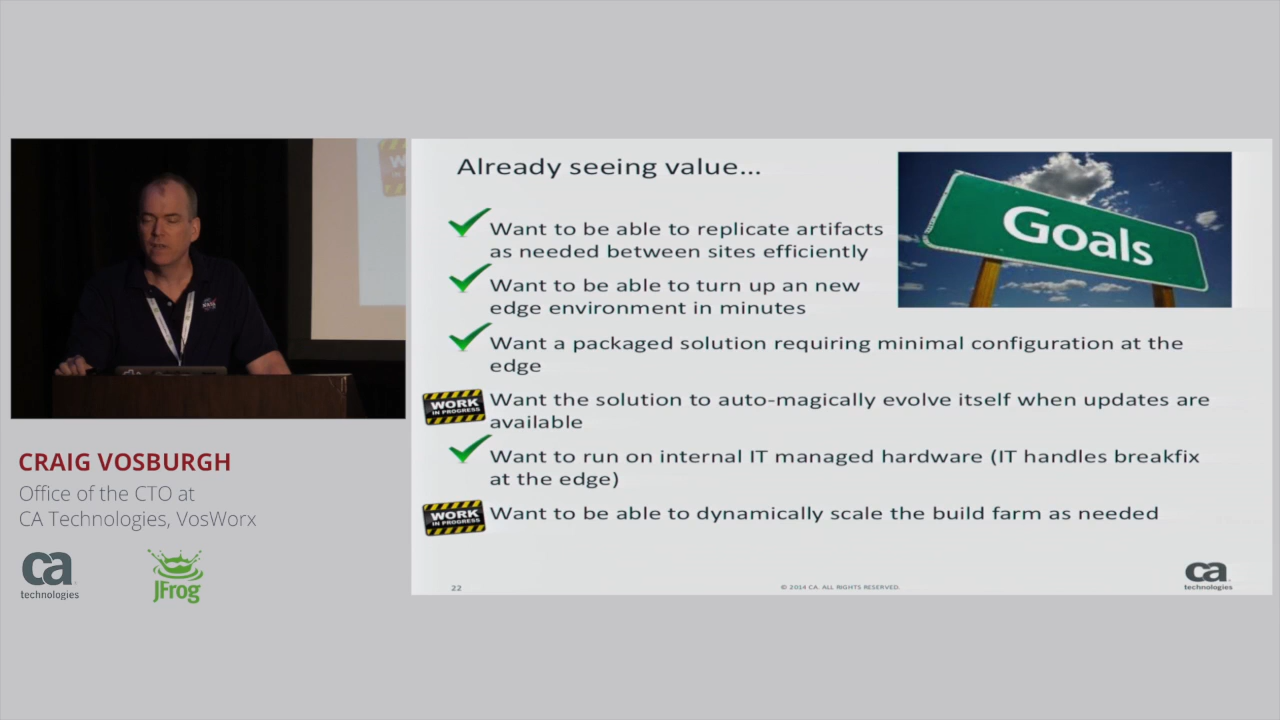 Already seeing value...
Goals
Want to be able to replicate artifacts
as needed between sites efficiently
Want to be able to turn up an new
edge environment in minutes
Want a packaged solution requiring minimal configuration at the
edge
WORK
IN PROGRESS
Want the solution to auto-magically evolve itself when updates are
available
Want to run on internal IT managed hardware (IT handles breakfix
at the edge)
WORK
IN PROGRESS
Want to be able to dynamically scale the build farm as needed
22
© 2014 CA. ALL RIGHTS RESERVED.
ca
technologies
NASA
CRAIG VOSBURGH
Office of the CTO at
CA Technologies, VosWorx
ca
technologies
JFrog